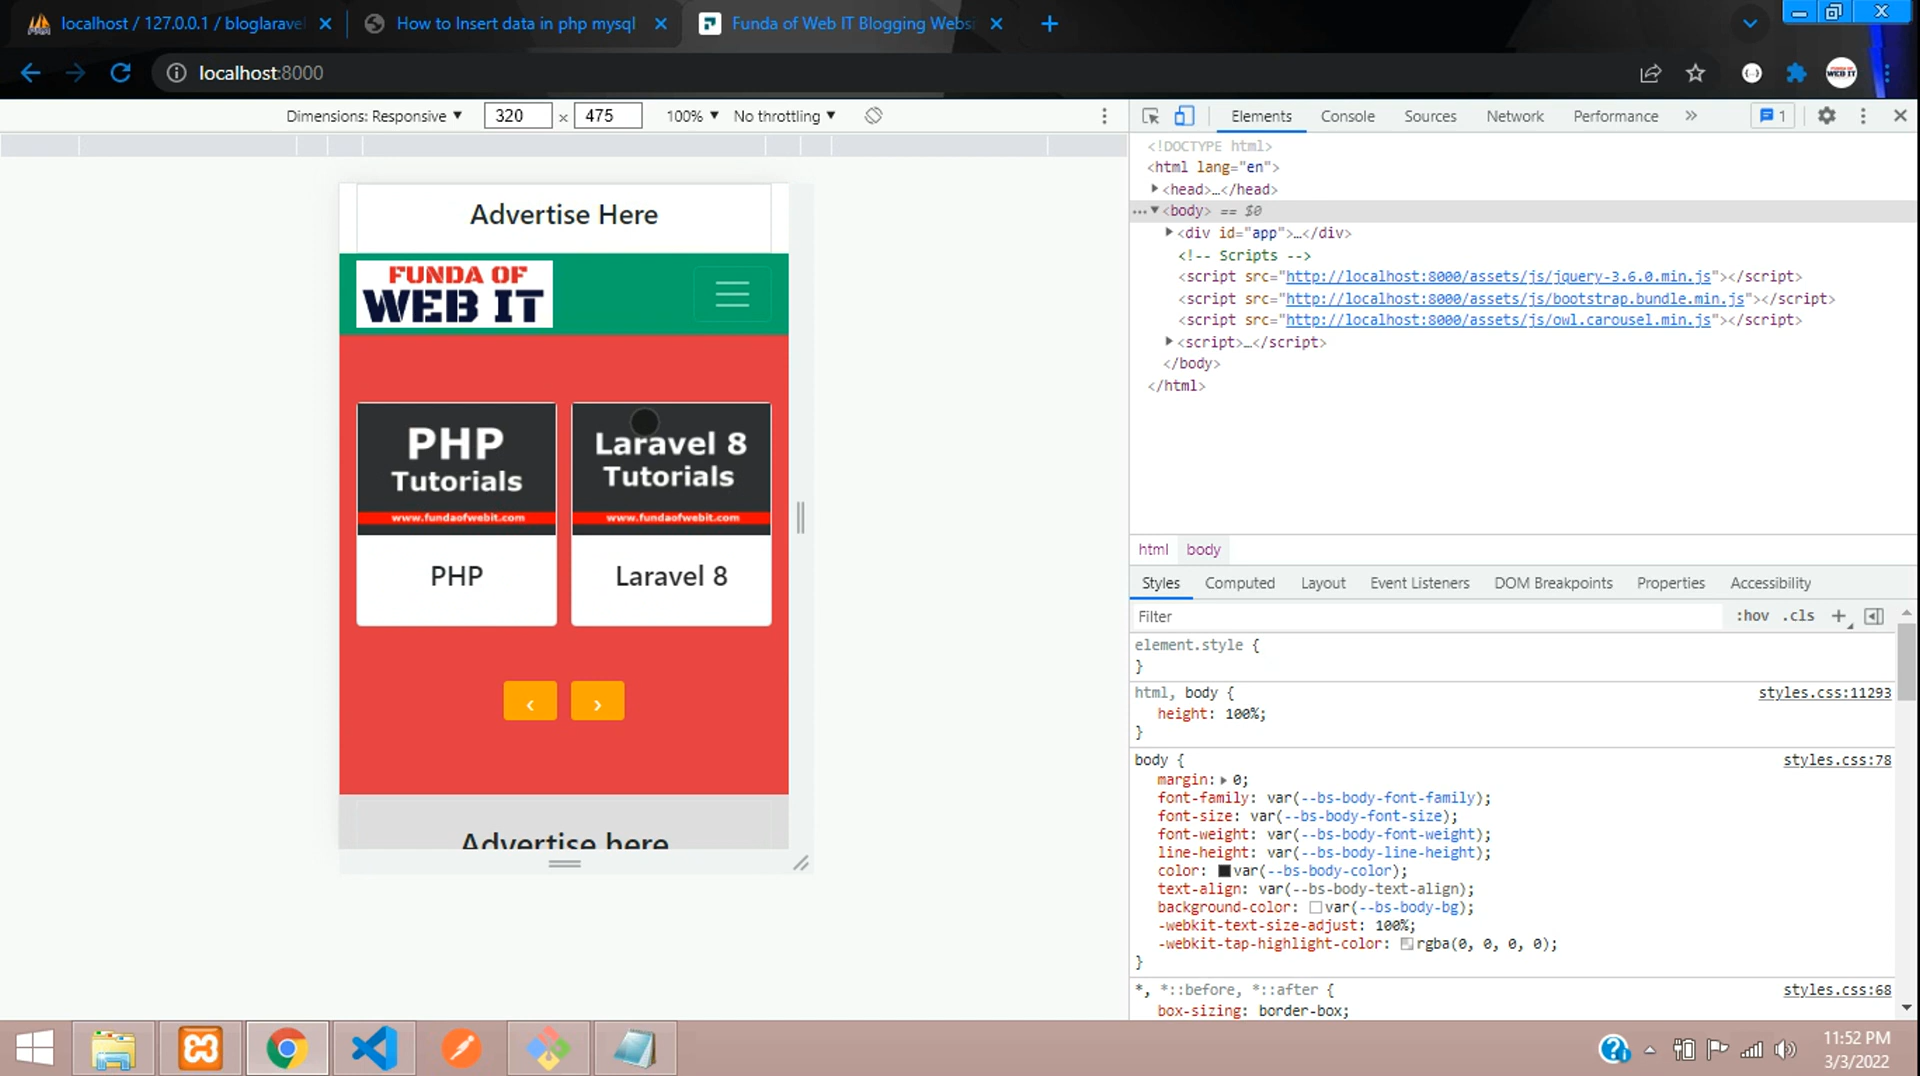 localhost / 127.0.0.1 / bloglaravel
How to Insert data in php mysql
Funda of Web IT Blogging Websi
localhost:8000
FUNDA OF WEB IT
Dimensions: Responsive ▼ 320 × 475 100% ▼ No throttling ▼
Elements Console Sources Network Performance » 1
Advertise Here
FUNDA OF
WEB IT
PHP
Tutorials
www.fundaofwebit.com
PHP
Laravel 8
Tutorials
www.fundaofwebit.com
Laravel 8
‹ ›
Advertise here
<!DOCTYPE html>
<html lang="en">
<head>…</head>
<body> == $0
<div id="app">…</div>
<!-- Scripts -->
<script src="http://localhost:8000/assets/js/jquery-3.6.0.min.js"></script>
<script src="http://localhost:8000/assets/js/bootstrap.bundle.min.js"></script>
<script src="http://localhost:8000/assets/js/owl.carousel.min.js"></script>
<script>…</script>
</body>
</html>
html body
Styles Computed Layout Event Listeners DOM Breakpoints Properties Accessibility
Filter :hov .cls +
element.style {
}
html, body { styles.css:11293
height: 100%;
}
body { styles.css:78
margin: 0;
font-family: var(--bs-body-font-family);
font-size: var(--bs-body-font-size);
font-weight: var(--bs-body-font-weight);
line-height: var(--bs-body-line-height);
color: var(--bs-body-color);
text-align: var(--bs-body-text-align);
background-color: var(--bs-body-bg);
-webkit-text-size-adjust: 100%;
-webkit-tap-highlight-color: rgba(0, 0, 0, 0);
}
*, *::before, *::after { styles.css:68
box-sizing: border-box;
11:52 PM
3/3/2022